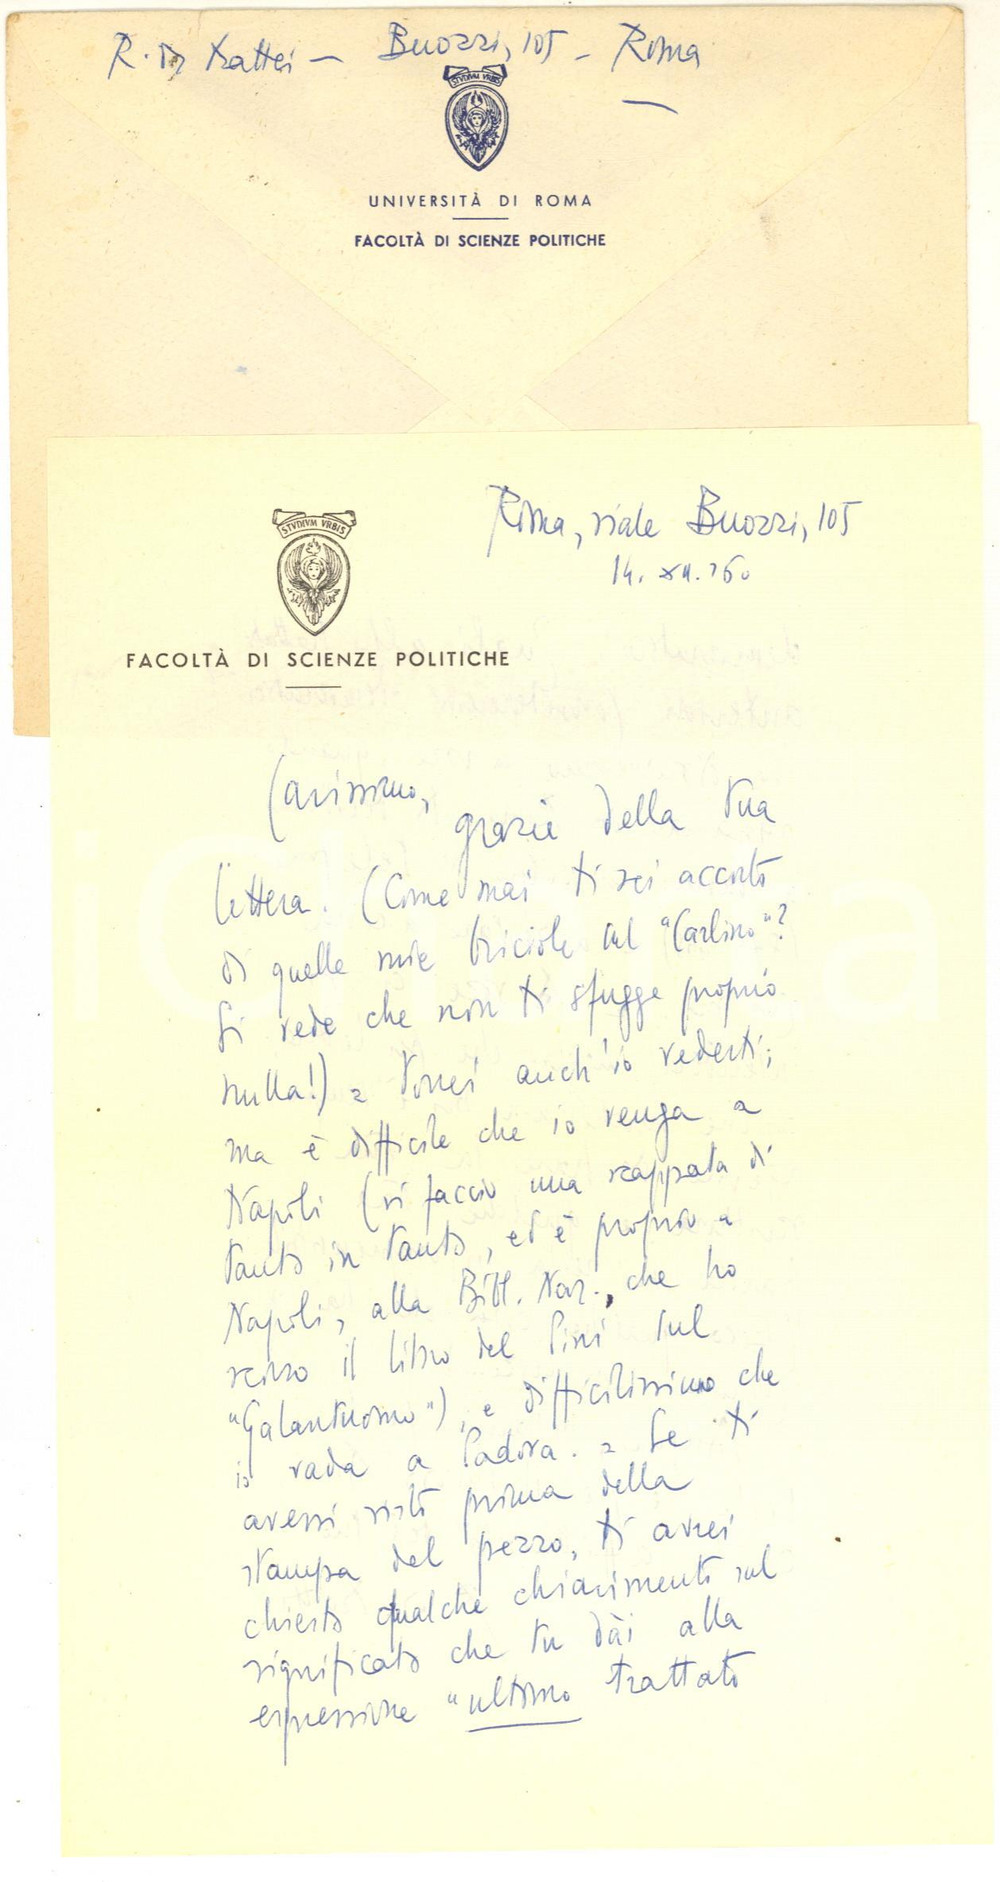 R. De Mattei – Buozzi, 105 – Roma
STVDIVM VRBIS
UNIVERSITÀ DI ROMA
FACOLTÀ DI SCIENZE POLITICHE
STVDIVM VRBIS
FACOLTÀ DI SCIENZE POLITICHE
Roma, viale Buozzi, 105
14. XII. '60
Carissimo,
grazie della tua
lettera. (Come mai ti sei accorto
di quelle mie briciole sul "Carlino"?
Si vede che non ti sfugge proprio
nulla!) = Vorrei anch'io vederti;
ma è difficile che io venga a
Napoli (vi faccio una scappata di
tanto in tanto, ed è proprio a
Napoli, alla Bibl. Naz., che ho
scovo il libro del Pini sul
"Galantuomo"), e difficilissimo che
io vada a Padova. = Se ti
avessi visto prima della
stampa del pezzo, ti avrei
chiesto qualche chiarimento sul
significato che tu dài alla
espressione "ultimo trattato